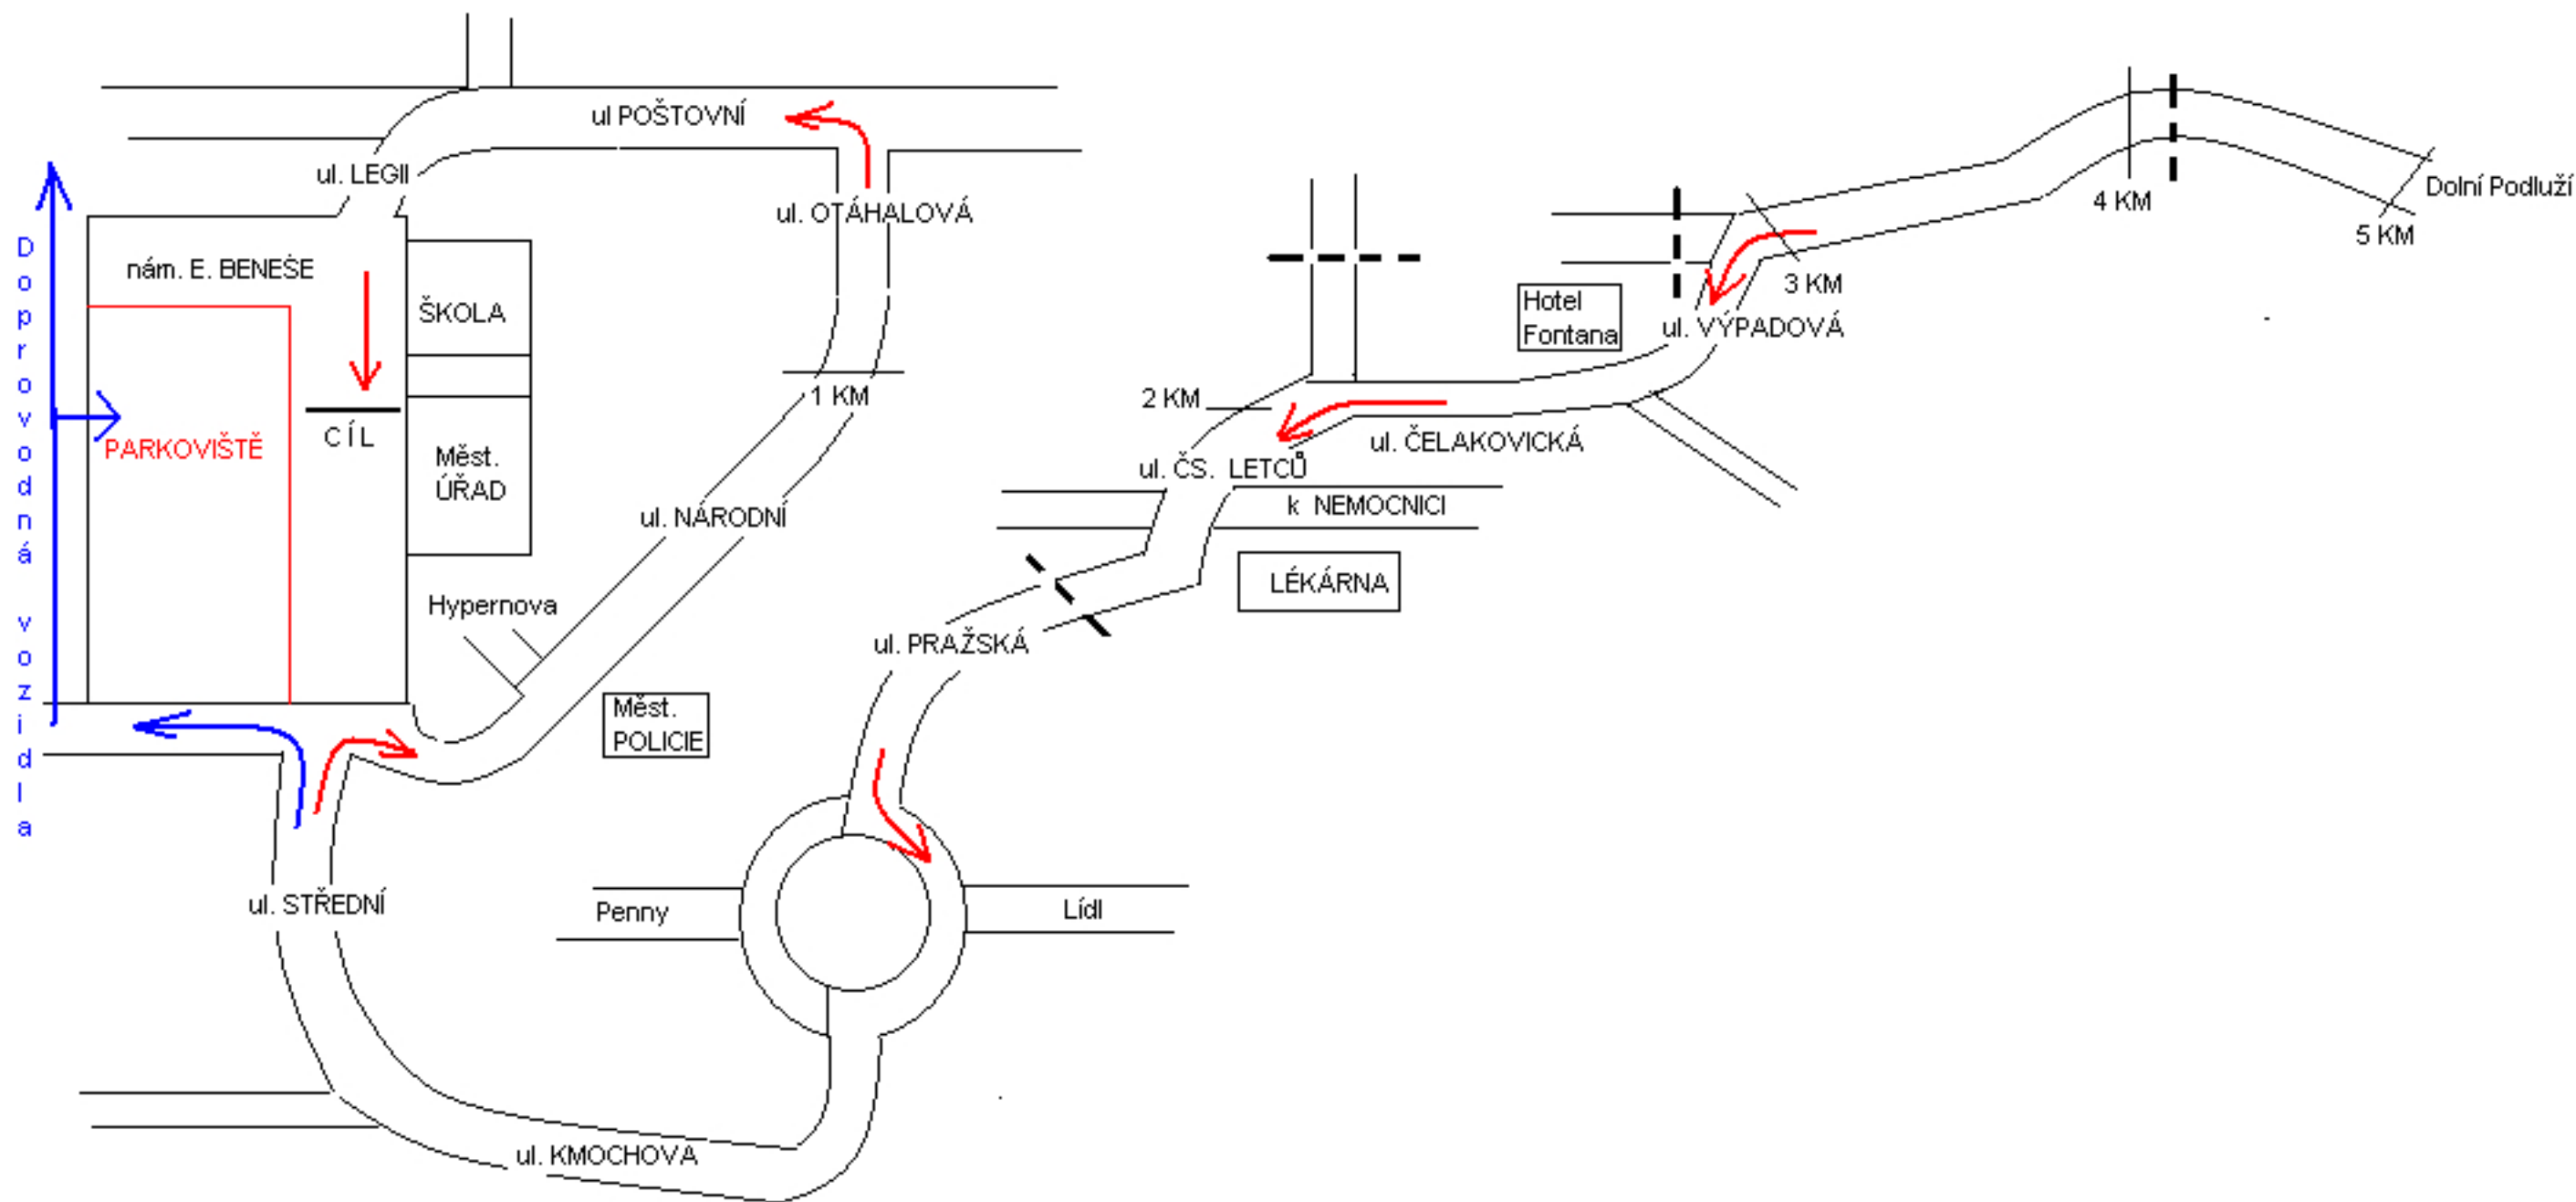 ul POŠTOVNÍ
ul. LEGII
ul. OTÁHALOVÁ
Dolní Podluží
4 KM
5 KM
nám. E. BENEŠE
ŠKOLA
3 KM
Hotel
Fontana
ul. VÝPADOVÁ
1 KM
2 KM
C Í L
PARKOVIŠTĚ
ul. ČELAKOVICKÁ
Měst.
ÚŘAD
ul. ČS. LETCŮ
k NEMOCNICI
ul. NÁRODNÍ
LÉKÁRNA
Hypernova
ul. PRAŽSKÁ
Měst.
POLICIE
Doprovodná vozidla
ul. STŘEDNÍ
Penny
Lídl
ul. KMOCHOVA